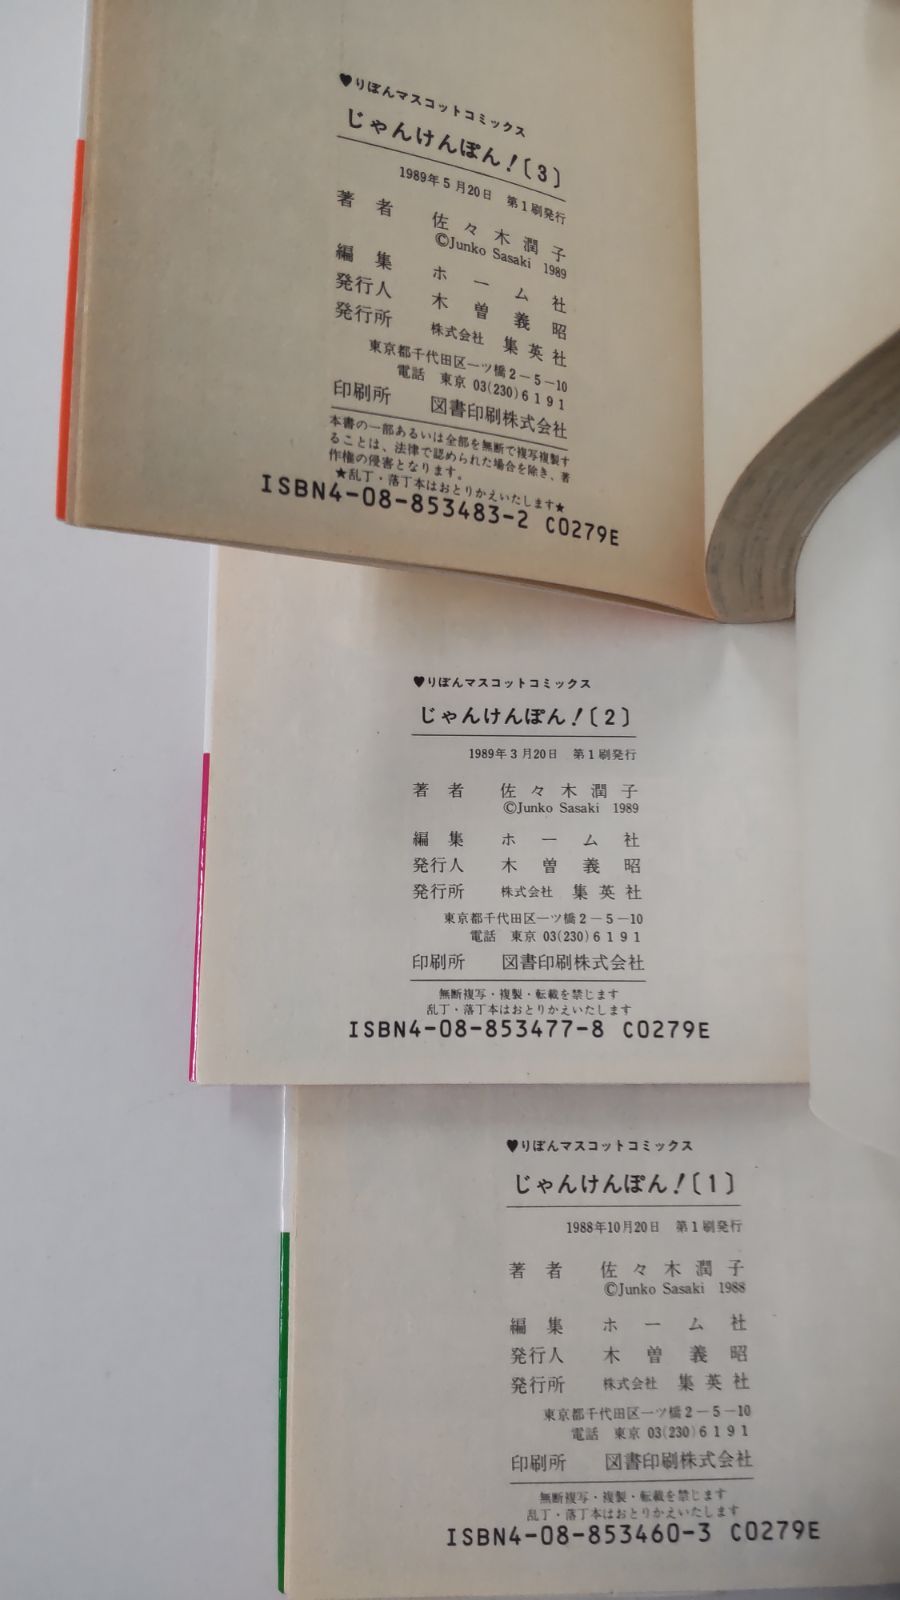 ♥りぼんマスコットコミックス
じゃんけんぽん！〔3〕
1989年5月20日　第1刷発行
著者　佐々木潤子
©Junko Sasaki 1989
編集　ホーム社
発行人　木曽義昭
発行所　株式会社 集英社
東京都千代田区一ツ橋2－5－10
電話　東京 03(230)6191
印刷所　図書印刷株式会社
本書の一部あるいは全部を無断で複写複製す
ることは、法律で認められた場合を除き、著
作権の侵害となります。
★乱丁・落丁本はおとりかえいたします★
ISBN4-08-853483-2 C0279E
♥りぼんマスコットコミックス
じゃんけんぽん！〔2〕
1989年3月20日　第1刷発行
著者　佐々木潤子
©Junko Sasaki 1989
編集　ホーム社
発行人　木曽義昭
発行所　株式会社 集英社
東京都千代田区一ツ橋2－5－10
電話　東京 03(230)6191
印刷所　図書印刷株式会社
無断複写・複製・転載を禁じます
乱丁・落丁本はおとりかえいたします
ISBN4-08-853477-8 C0279E
♥りぼんマスコットコミックス
じゃんけんぽん！〔1〕
1988年10月20日　第1刷発行
著者　佐々木潤子
©Junko Sasaki 1988
編集　ホーム社
発行人　木曽義昭
発行所　株式会社 集英社
東京都千代田区一ツ橋2－5－10
電話　東京 03(230)6191
印刷所　図書印刷株式会社
無断複写・複製・転載を禁じます
乱丁・落丁本はおとりかえいたします
ISBN4-08-853460-3 C0279E